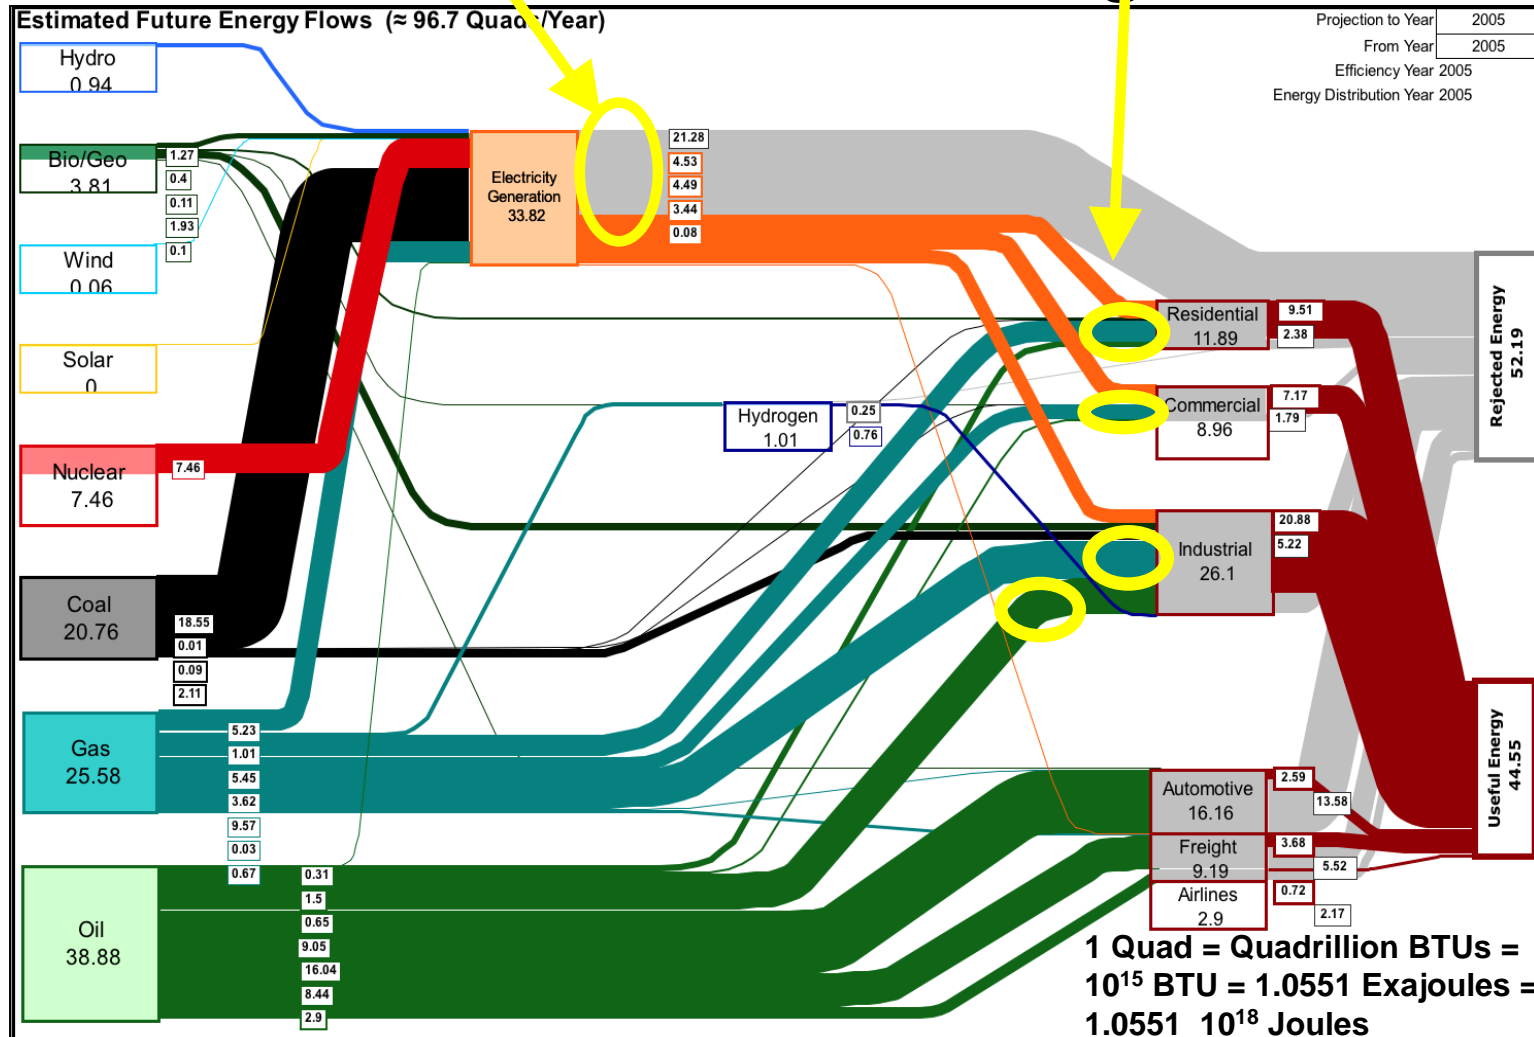 Estimated Future Energy Flows (≈ 96.7 Quads/Year)
Projection to Year 2005
From Year 2005
Efficiency Year 2005
Energy Distribution Year 2005
Hydro
0.94
Bio/Geo
3.81
1.27
0.4
0.11
1.93
0.1
Wind
0.06
Solar
0
Nuclear
7.46
7.46
Coal
20.76
18.55
0.01
0.09
2.11
Gas
25.58
5.23
1.01
5.45
3.62
9.57
0.03
0.67
Oil
38.88
0.31
1.5
0.65
9.05
16.04
8.44
2.9
Electricity
Generation
33.82
21.28
4.53
4.49
3.44
0.08
Hydrogen
1.01
0.25
0.76
Residential
11.89
9.51
2.38
Commercial
8.96
7.17
1.79
Industrial
26.1
20.88
5.22
Automotive
16.16
2.59
13.58
Freight
9.19
3.68
5.52
Airlines
2.9
0.72
2.17
Rejected Energy
52.19
Useful Energy
44.55
1 Quad = Quadrillion BTUs =
10¹⁵ BTU = 1.0551 Exajoules =
1.0551 10¹⁸ Joules